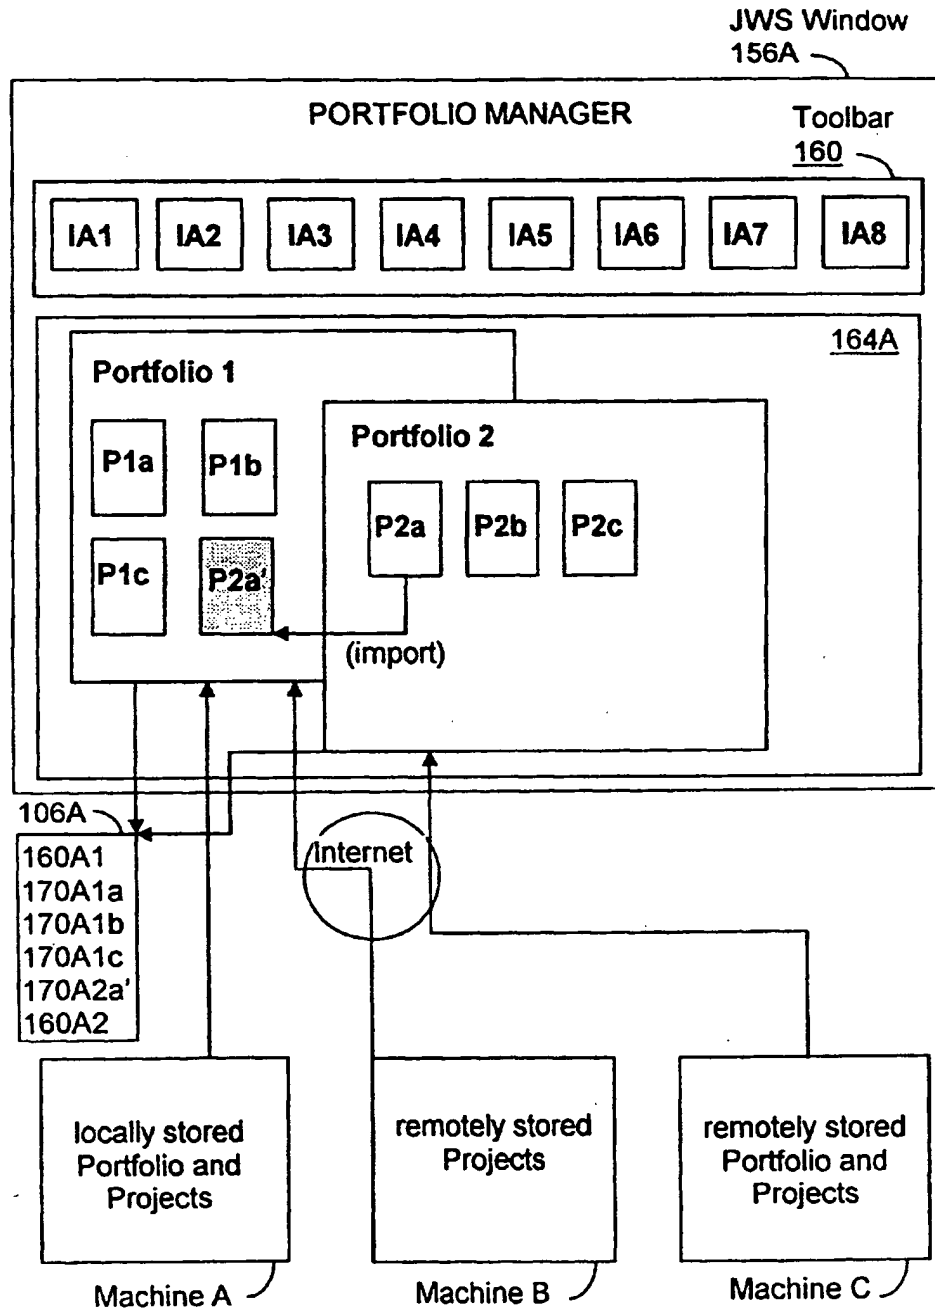 JWS Window
156A
PORTFOLIO MANAGER
Toolbar
160
IA1 IA2 IA3 IA4 IA5 IA6 IA7 IA8
164A
Portfolio 1
P1a P1b
P1c P2a'
Portfolio 2
P2a P2b P2c
(import)
106A
160A1
170A1a
170A1b
170A1c
170A2a'
160A2
Internet
locally stored
Portfolio and
Projects
remotely stored
Projects
remotely stored
Portfolio and
Projects
Machine A
Machine B
Machine C